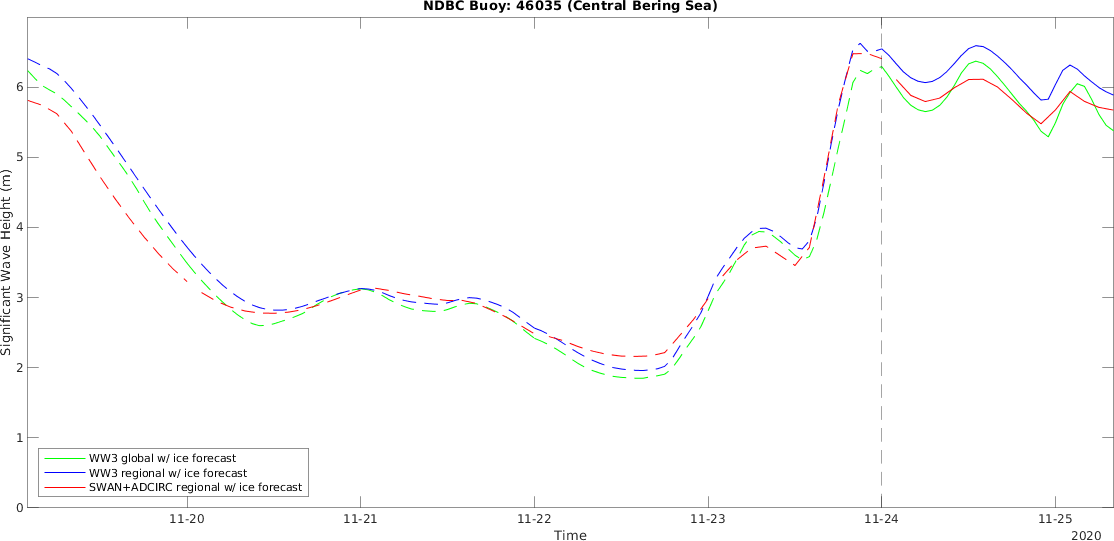 NDBC Buoy: 46035 (Central Bering Sea)
Significant Wave Height (m)
6
5
4
3
2
1
0
WW3 global w/ ice forecast
WW3 regional w/ ice forecast
SWAN+ADCIRC regional w/ ice forecast
11-20 11-21 11-22 11-23 11-24 11-25
Time
2020